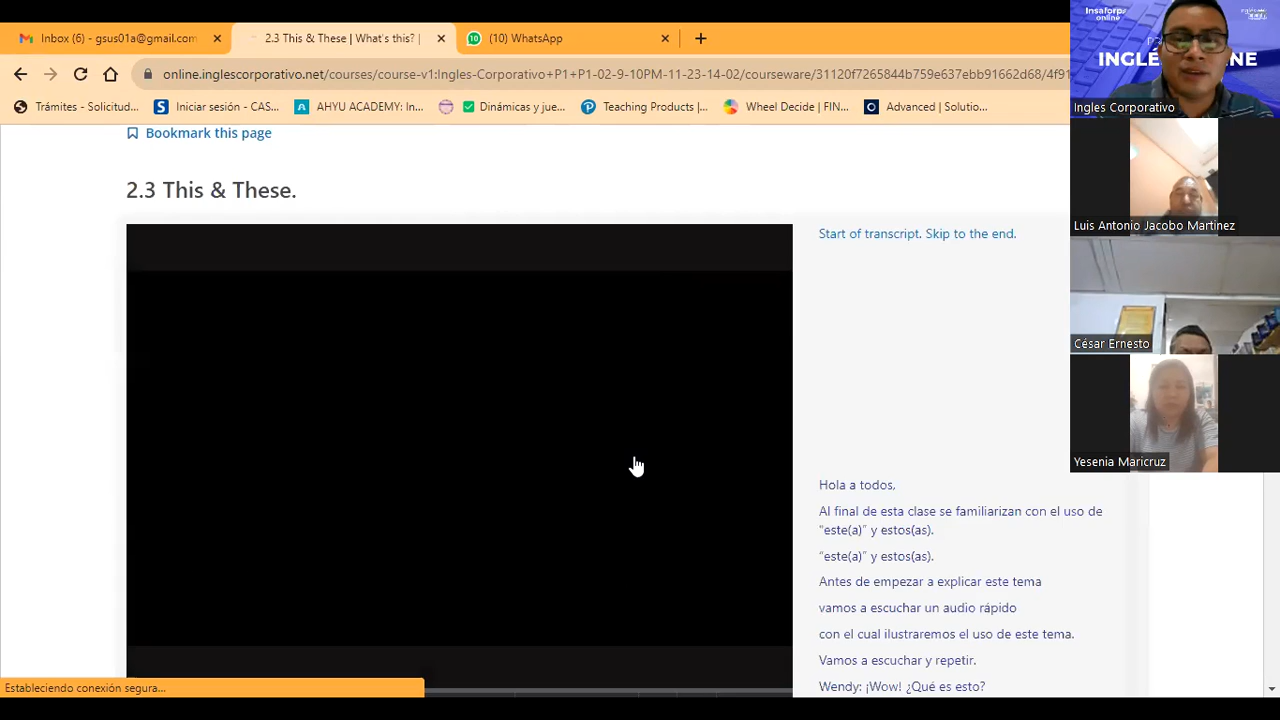 Inbox (6) - gsus01a@gmail.com
2.3 This & These | What's this? |
(10) WhatsApp
online.inglescorporativo.net/courses/course-v1:Ingles-Corporativo+P1+P1-02-9-10PM-11-23-14-02/courseware/31120f7265844b759e637ebb91662d68/4f91
Trámites - Solicitud...
Iniciar sesión - CAS...
AHYU ACADEMY: In...
Dinámicas y jue...
Teaching Products |...
Wheel Decide | FIN...
Advanced | Solutio...
Insaforp
online
INGLÉ
INE
Ingles Corporativo
Luis Antonio Jacobo Martinez
César Ernesto
Yesenia Maricruz
Bookmark this page
2.3 This & These.
Start of transcript. Skip to the end.
Hola a todos,
Al final de esta clase se familiarizan con el uso de
“este(a)” y estos(as).
“este(a)” y estos(as).
Antes de empezar a explicar este tema
vamos a escuchar un audio rápido
con el cual ilustraremos el uso de este tema.
Vamos a escuchar y repetir.
Wendy: ¡Wow! ¿Qué es esto?
Estableciendo conexión segura...